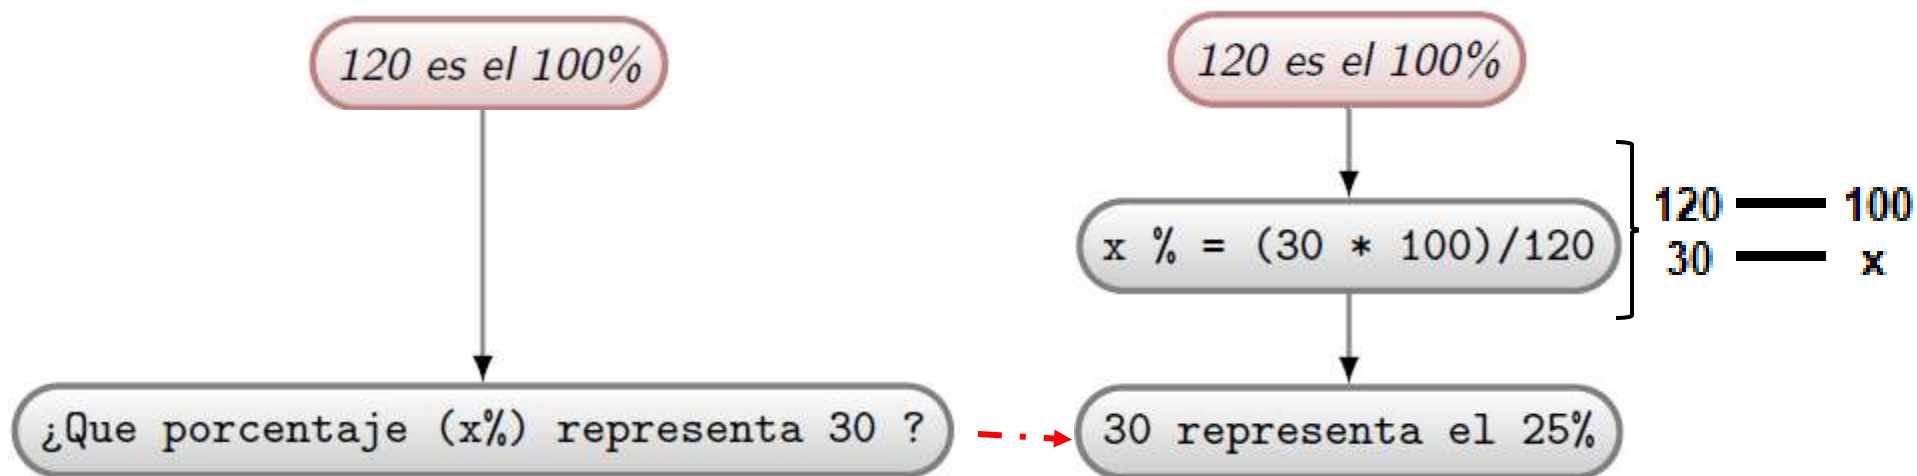 120 es el 100%
¿Que porcentaje (x%) representa 30 ?
120 es el 100%
x % = (30 * 100)/120
120 — 100
30 — x
30 representa el 25%